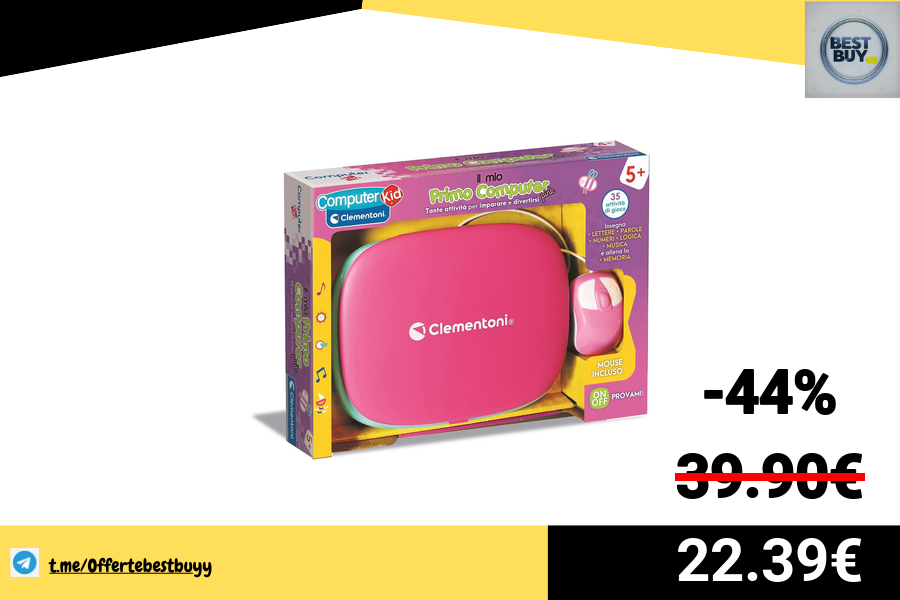 BEST
BUY
Computer Kid
Clementoni
Il mio
Primo Computer
Tante attività per imparare e divertirsi
5+
35
attività
di gioco
Insegna
• LETTERE • PAROLE
• NUMERI • LOGICA
• MUSICA
e allena la
• MEMORIA
Clementoni®
MOUSE
INCLUSO
ON
OFF
PROVAMI!
Clementoni
-44%
39.90€
22.39€
t.me/Offertebestbuyy